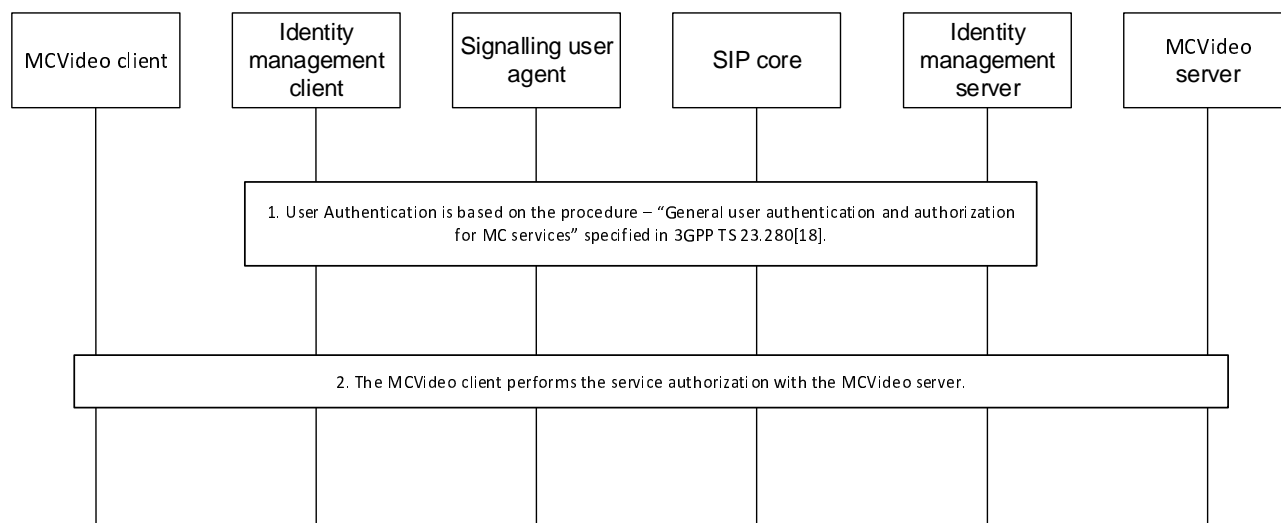 MCVideo client
Identity
management
client
Signalling user
agent
SIP core
Identity
management
server
MCVideo
server
1. User Authentication is based on the procedure – “General user authentication and authorization
for MC services” specified in 3GPP TS 23.280[18].
2. The MCVideo client performs the service authorization with the MCVideo server.